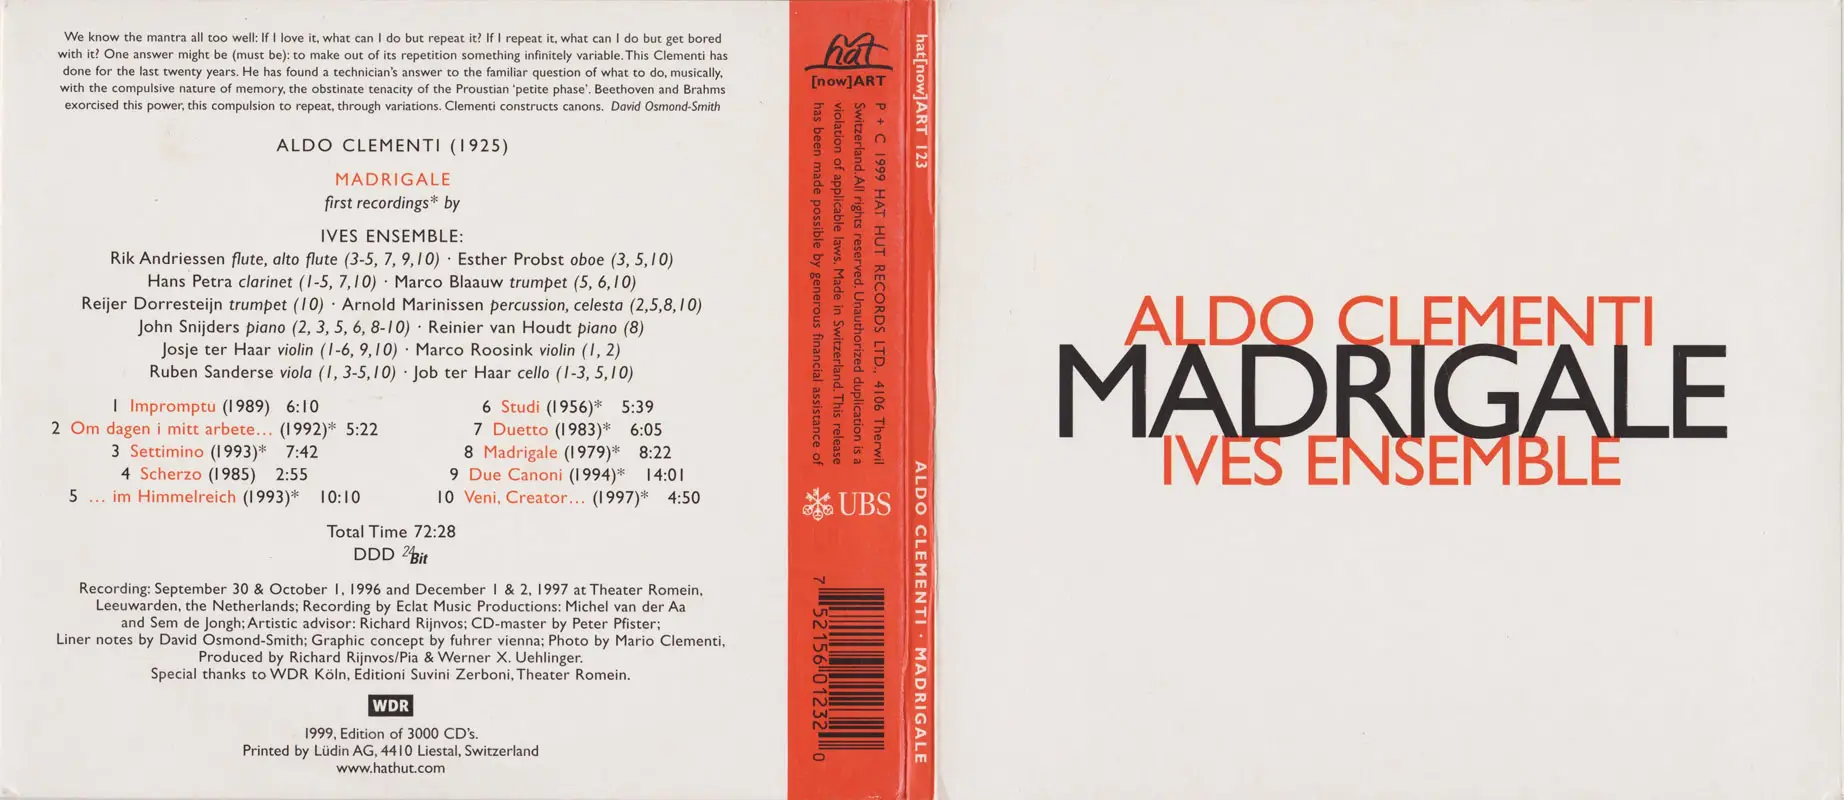 We know the mantra all too well: If I love it, what can I do but repeat it? If I repeat it, what can I do but get bored
with it? One answer might be (must be): to make out of its repetition something infinitely variable. This Clementi has
done for the last twenty years. He has found a technician's answer to the familiar question of what to do, musically,
with the compulsive nature of memory, the obstinate tenacity of the Proustian 'petite phase'. Beethoven and Brahms
exorcised this power, this compulsion to repeat, through variations. Clementi constructs canons. David Osmond-Smith
ALDO CLEMENTI (1925)
MADRIGALE
first recordings* by
IVES ENSEMBLE:
Rik Andriessen flute, alto flute (3-5, 7, 9,10) · Esther Probst oboe (3, 5,10)
Hans Petra clarinet (1-5, 7,10) · Marco Blaauw trumpet (5, 6,10)
Reijer Dorresteijn trumpet (10) · Arnold Marinissen percussion, celesta (2,5,8,10)
John Snijders piano (2, 3, 5, 6, 8-10) · Reinier van Houdt piano (8)
Josje ter Haar violin (1-6, 9,10) · Marco Roosink violin (1, 2)
Ruben Sanderse viola (1, 3-5,10) · Job ter Haar cello (1-3, 5,10)
1 Impromptu (1989) 6:10
2 Om dagen i mitt arbete... (1992)* 5:22
3 Settimino (1993)* 7:42
4 Scherzo (1985) 2:55
5 ... im Himmelreich (1993)* 10:10
6 Studi (1956)* 5:39
7 Duetto (1983)* 6:05
8 Madrigale (1979)* 8:22
9 Due Canoni (1994)* 14:01
10 Veni, Creator... (1997)* 4:50
Total Time 72:28
DDD 24Bit
Recording: September 30 & October 1, 1996 and December 1 & 2, 1997 at Theater Romein,
Leeuwarden, the Netherlands; Recording by Eclat Music Productions: Michel van der Aa
and Sem de Jongh; Artistic advisor: Richard Rijnvos; CD-master by Peter Pfister;
Liner notes by David Osmond-Smith; Graphic concept by fuhrer vienna; Photo by Mario Clementi,
Produced by Richard Rijnvos/Pia & Werner X. Uehlinger.
Special thanks to WDR Köln, Editioni Suvini Zerboni, Theater Romein.
WDR
1999, Edition of 3000 CD's.
Printed by Lüdin AG, 4410 Liestal, Switzerland
www.hathut.com
hat
[now]ART
P + C 1999 HAT HUT RECORDS LTD., 4106 Therwil
Switzerland. All rights reserved. Unauthorized duplication is a
violation of applicable laws. Made in Switzerland. This release
has been made possible by generous financial assistance of
UBS
7 52156 01232 0
hat[now]ART 123
ALDO CLEMENTI · MADRIGALE
ALDO CLEMENTI
MADRIGALE
IVES ENSEMBLE